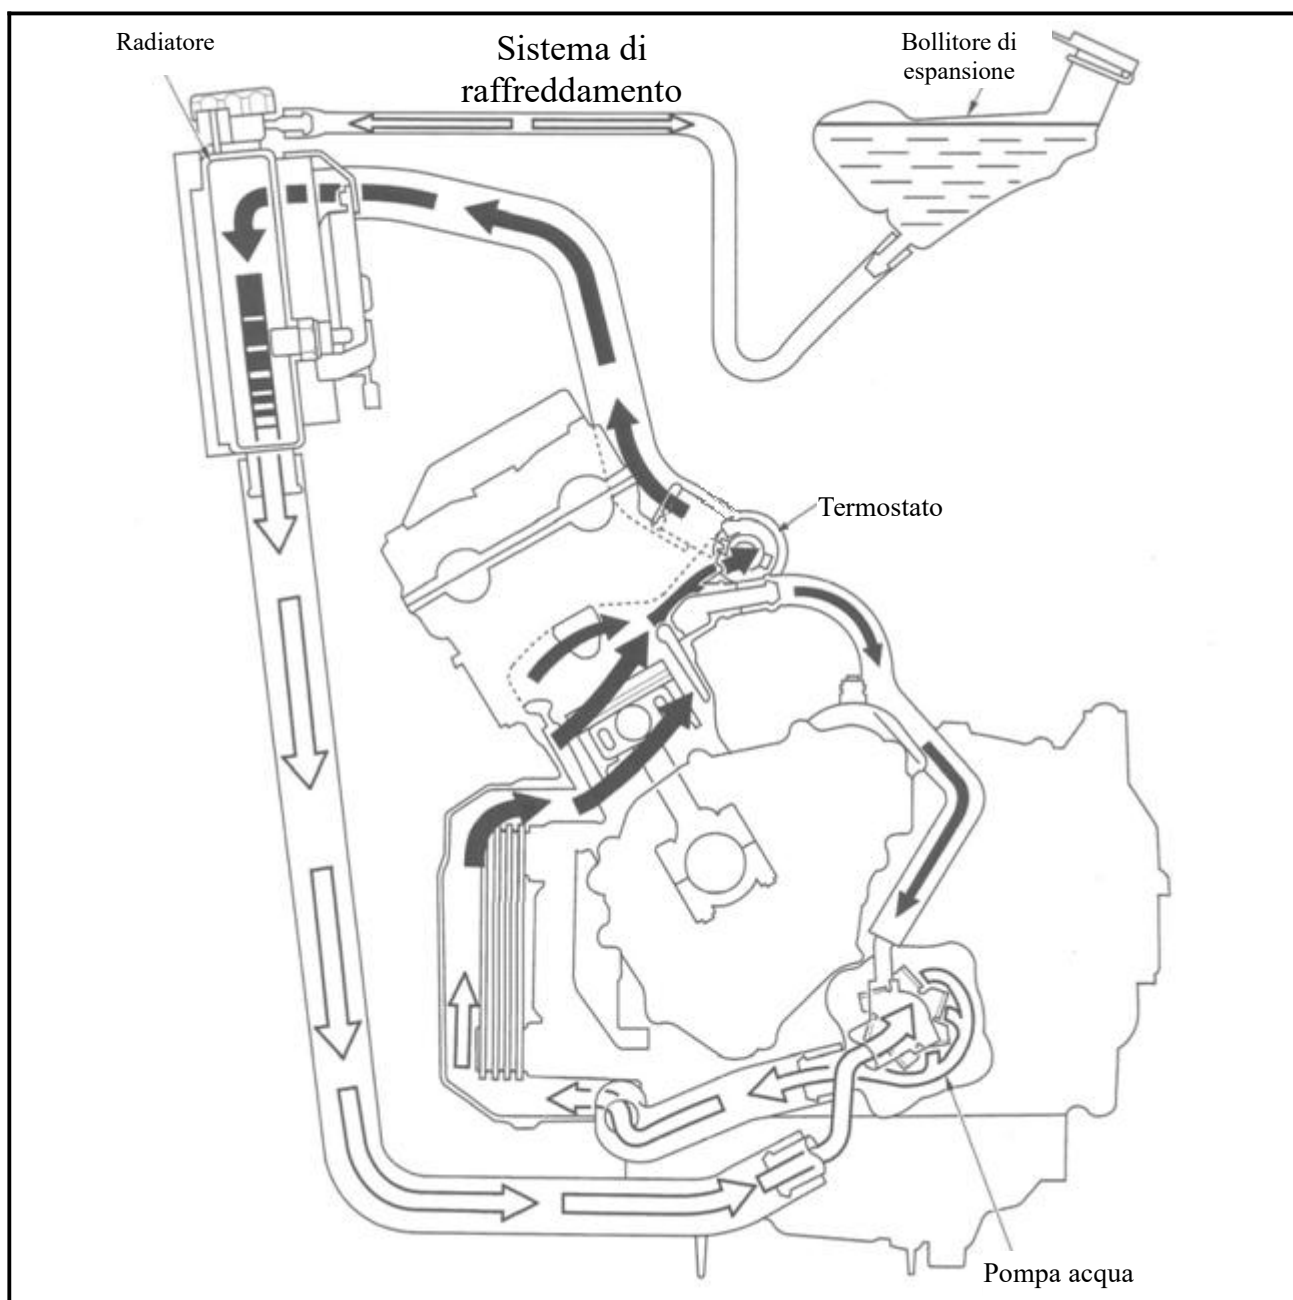 Radiatore
Sistema di
raffreddamento
Bollitore di
espansione
Termostato
Pompa acqua